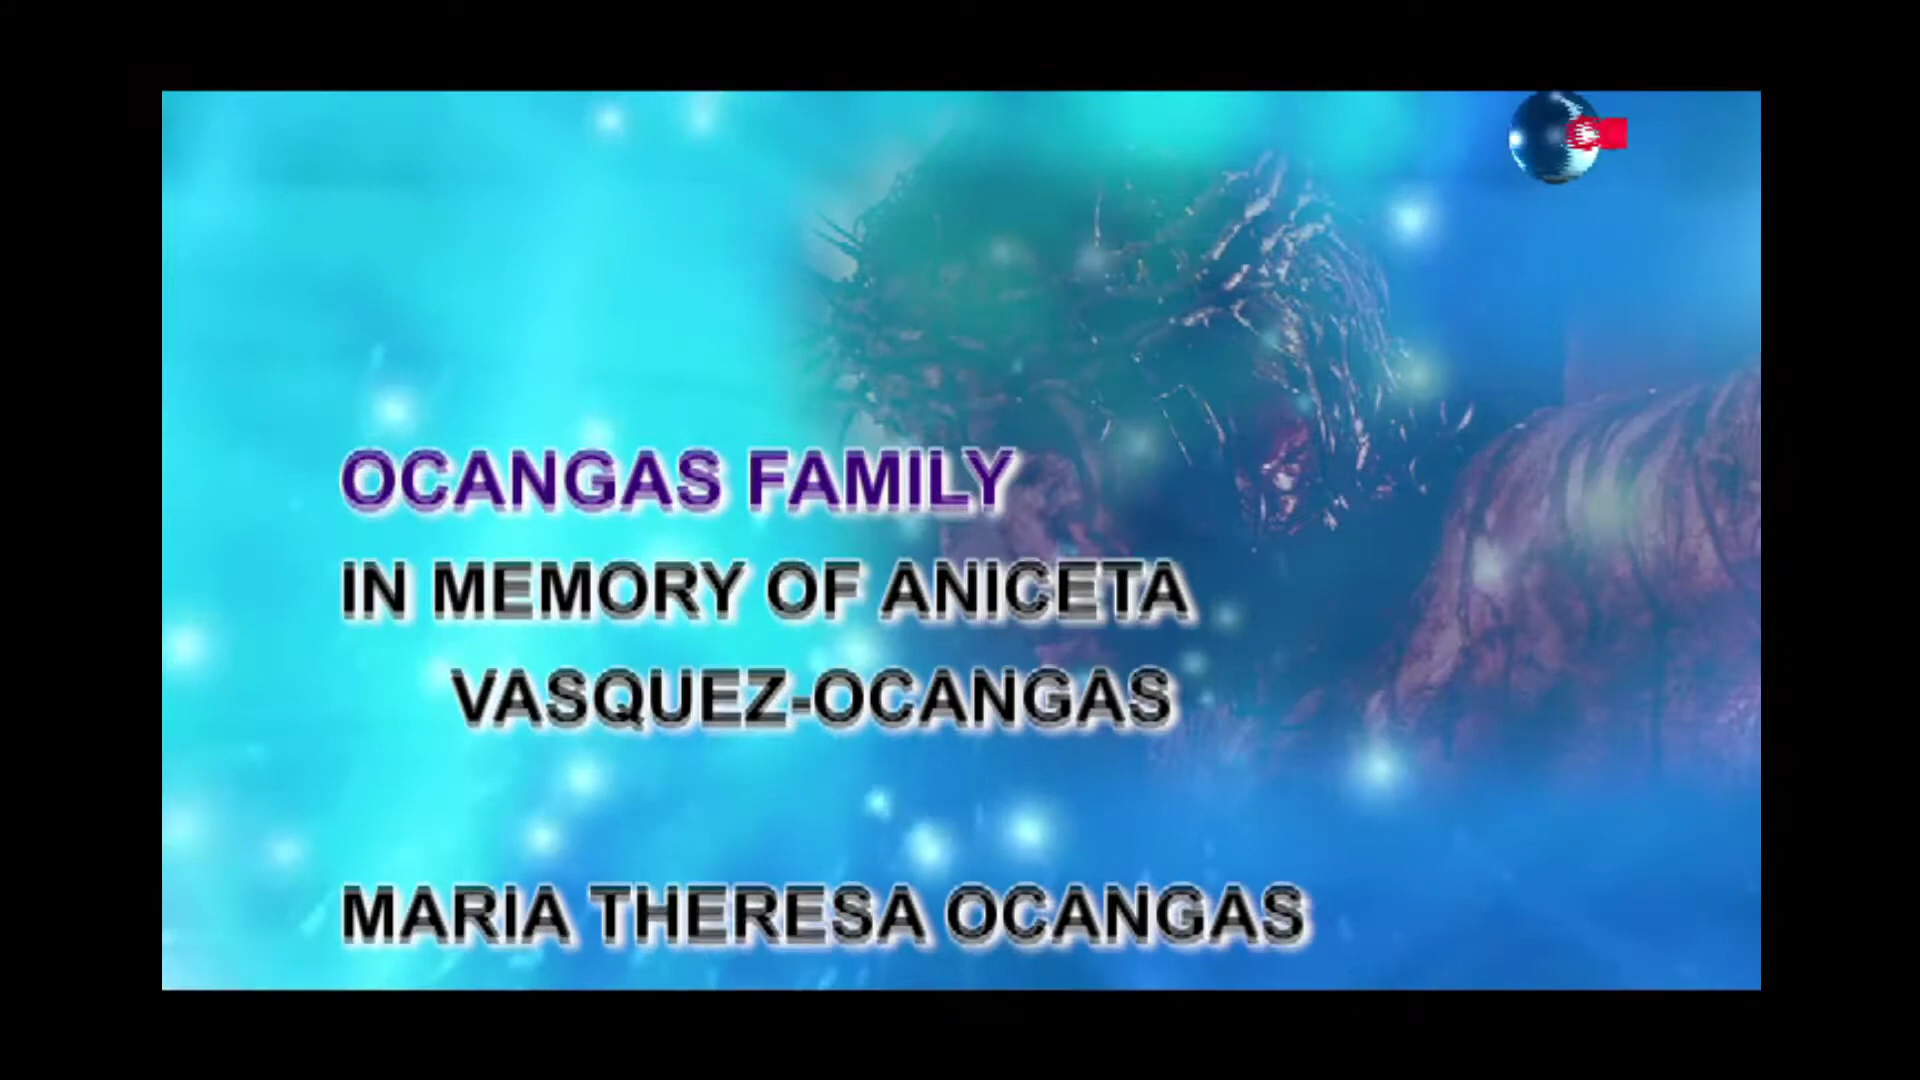 OCANGAS FAMILY
IN MEMORY OF ANICETA
VASQUEZ-OCANGAS
MARIA THERESA OCANGAS